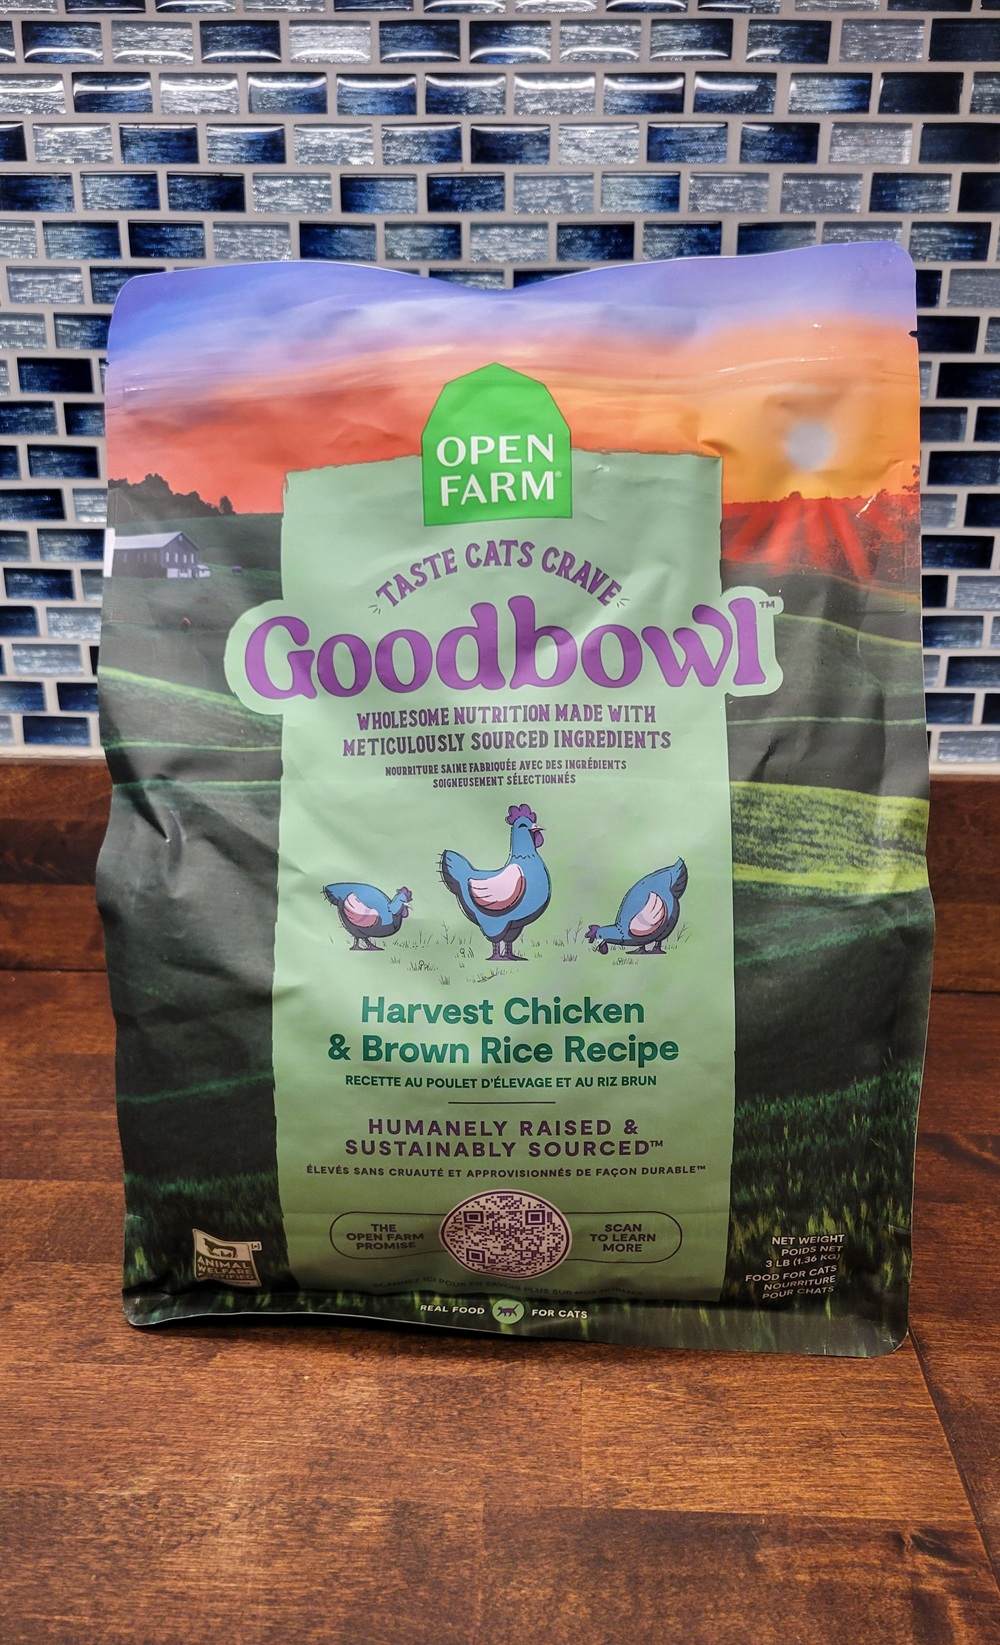 OPEN
FARM®
TASTE CATS CRAVE
Goodbowl™
WHOLESOME NUTRITION MADE WITH
METICULOUSLY SOURCED INGREDIENTS
NOURRITURE SAINE FABRIQUÉE AVEC DES INGRÉDIENTS
SOIGNEUSEMENT SÉLECTIONNÉS
Harvest Chicken
& Brown Rice Recipe
RECETTE AU POULET D'ÉLEVAGE ET AU RIZ BRUN
HUMANELY RAISED &
SUSTAINABLY SOURCED™
ÉLEVÉS SANS CRUAUTÉ ET APPROVISIONNÉS DE FAÇON DURABLE™
THE
OPEN FARM
PROMISE
SCAN
TO LEARN
MORE
ANIMAL
WELFARE
CERTIFIED
NET WEIGHT
POIDS NET
3 LB (1.36 KG)
FOOD FOR CATS
NOURRITURE
POUR CHATS
REAL FOOD FOR CATS